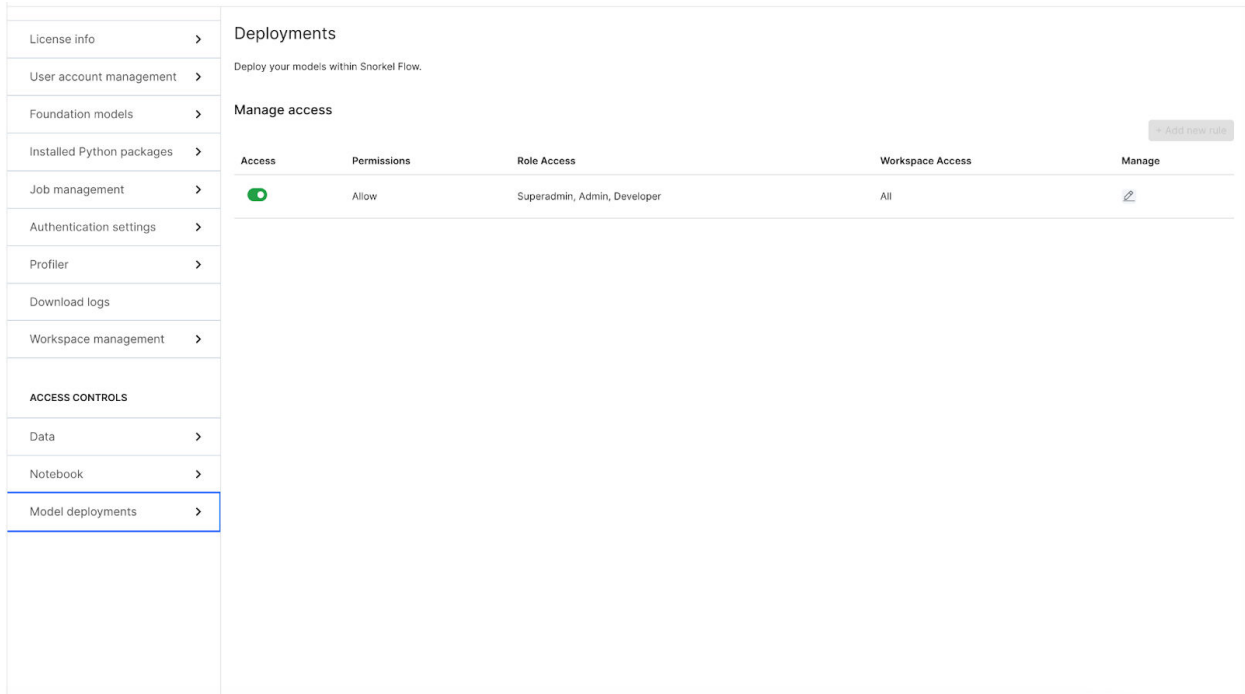 License info
User account management
Foundation models
Installed Python packages
Job management
Authentication settings
Profiler
Download logs
Workspace management
ACCESS CONTROLS
Data
Notebook
Model deployments
Deployments
Deploy your models within Snorkel Flow.
Manage access
+ Add new rule
Access Permissions Role Access Workspace Access Manage
Allow Superadmin, Admin, Developer All